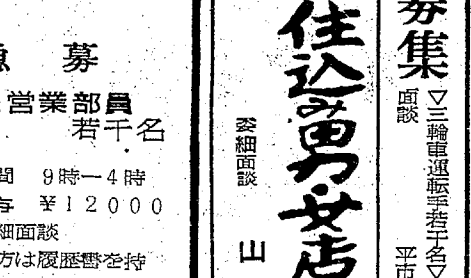 募集
▽三輪車運転手若干名▽
面談
平市
住込み男・女店
委細面談
山
急募
営業部員
若干名
間 9時―4時
与 ¥12000
細面談
方は履歴書を持